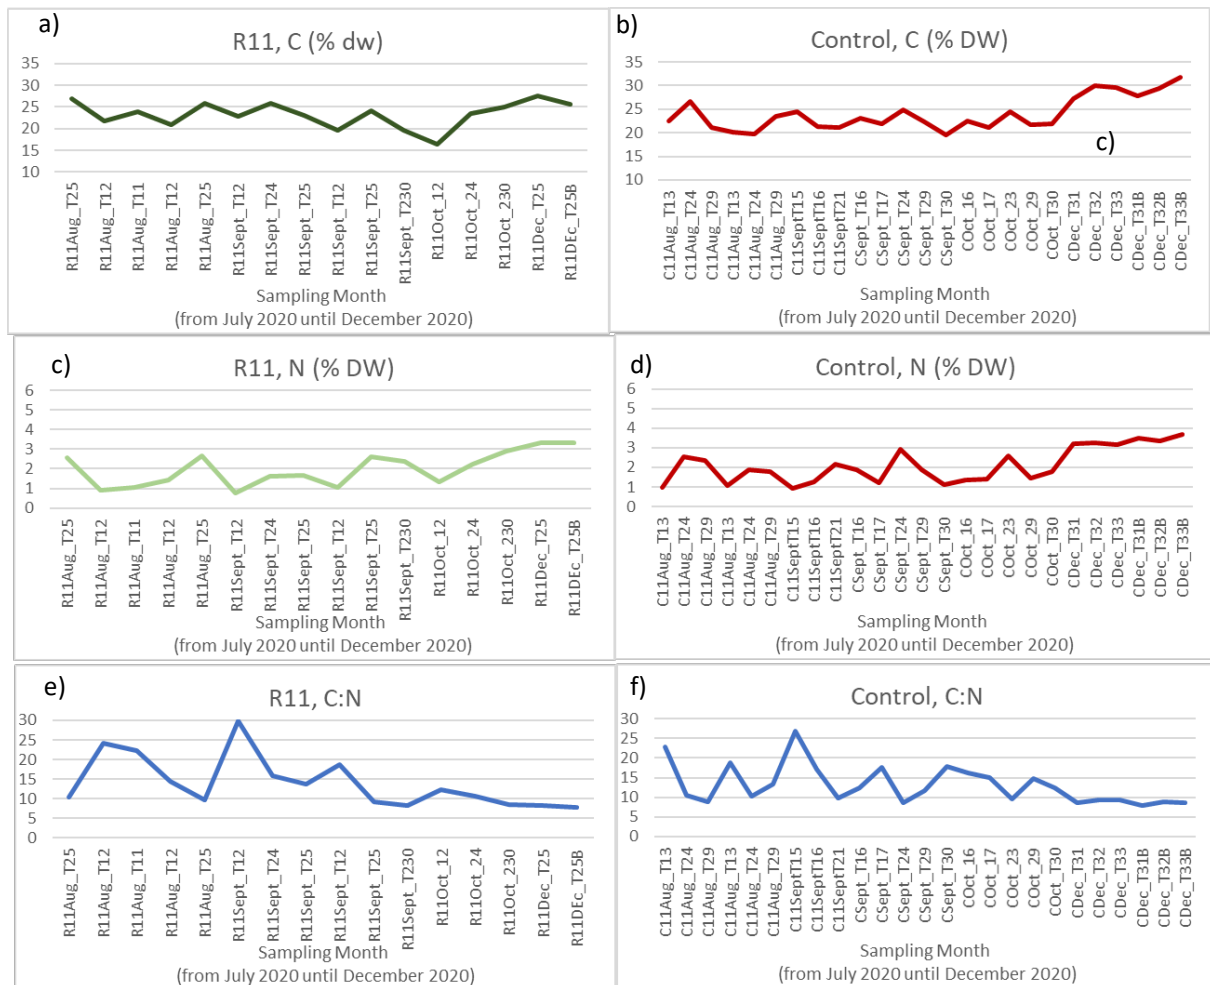 a)
R11, C (% dw)
35
30
25
20
15
10
R11Aug_T25
R11Aug_T12
R11Aug_T11
R11Aug_T12
R11Aug_T25
R11Sept_T12
R11Sept_T24
R11Sept_T25
R11Sept_T12
R11Sept_T25
R11Sept_T230
R11Oct_12
R11Oct_24
R11Oct_230
R11Dec_T25
R11DEc_T25B
Sampling Month
(from July 2020 until December 2020)
b)
Control, C (% DW)
35
30
25
20
15
10
c)
C11Aug_T13
C11Aug_T24
C11Aug_T29
C11Aug_T13
C11Aug_T24
C11Aug_T29
C11SeptT15
C11SeptT16
C11SeptT21
CSept_T16
CSept_T17
CSept_T24
CSept_T29
CSept_T30
COct_16
COct_17
COct_23
COct_29
COct_T30
CDec_T31
CDec_T32
CDec_T33
CDec_T31B
CDec_T32B
CDec_T33B
Sampling Month
(from July 2020 until December 2020)
c)
R11, N (% DW)
6
5
4
3
2
1
0
R11Aug_T25
R11Aug_T12
R11Aug_T11
R11Aug_T12
R11Aug_T25
R11Sept_T12
R11Sept_T24
R11Sept_T25
R11Sept_T12
R11Sept_T25
R11Sept_T230
R11Oct_12
R11Oct_24
R11Oct_230
R11Dec_T25
R11DEc_T25B
Sampling Month
(from July 2020 until December 2020)
d)
Control, N (% DW)
6
5
4
3
2
1
0
C11Aug_T13
C11Aug_T24
C11Aug_T29
C11Aug_T13
C11Aug_T24
C11Aug_T29
C11SeptT15
C11SeptT16
C11SeptT21
CSept_T16
CSept_T17
CSept_T24
CSept_T29
CSept_T30
COct_16
COct_17
COct_23
COct_29
COct_T30
CDec_T31
CDec_T32
CDec_T33
CDec_T31B
CDec_T32B
CDec_T33B
Sampling Month
(from July 2020 until December 2020)
e)
R11, C:N
30
25
20
15
10
5
0
R11Aug_T25
R11Aug_T12
R11Aug_T11
R11Aug_T12
R11Aug_T25
R11Sept_T12
R11Sept_T24
R11Sept_T25
R11Sept_T12
R11Sept_T25
R11Sept_T230
R11Oct_12
R11Oct_24
R11Oct_230
R11Dec_T25
R11DEc_T25B
Sampling Month
(from July 2020 until December 2020)
f)
Control, C:N
30
25
20
15
10
5
0
C11Aug_T13
C11Aug_T24
C11Aug_T29
C11Aug_T13
C11Aug_T24
C11Aug_T29
C11SeptT15
C11SeptT16
C11SeptT21
CSept_T16
CSept_T17
CSept_T24
CSept_T29
CSept_T30
COct_16
COct_17
COct_23
COct_29
COct_T30
CDec_T31
CDec_T32
CDec_T33
CDec_T31B
CDec_T32B
CDec_T33B
Sampling Month
(from July 2020 until December 2020)